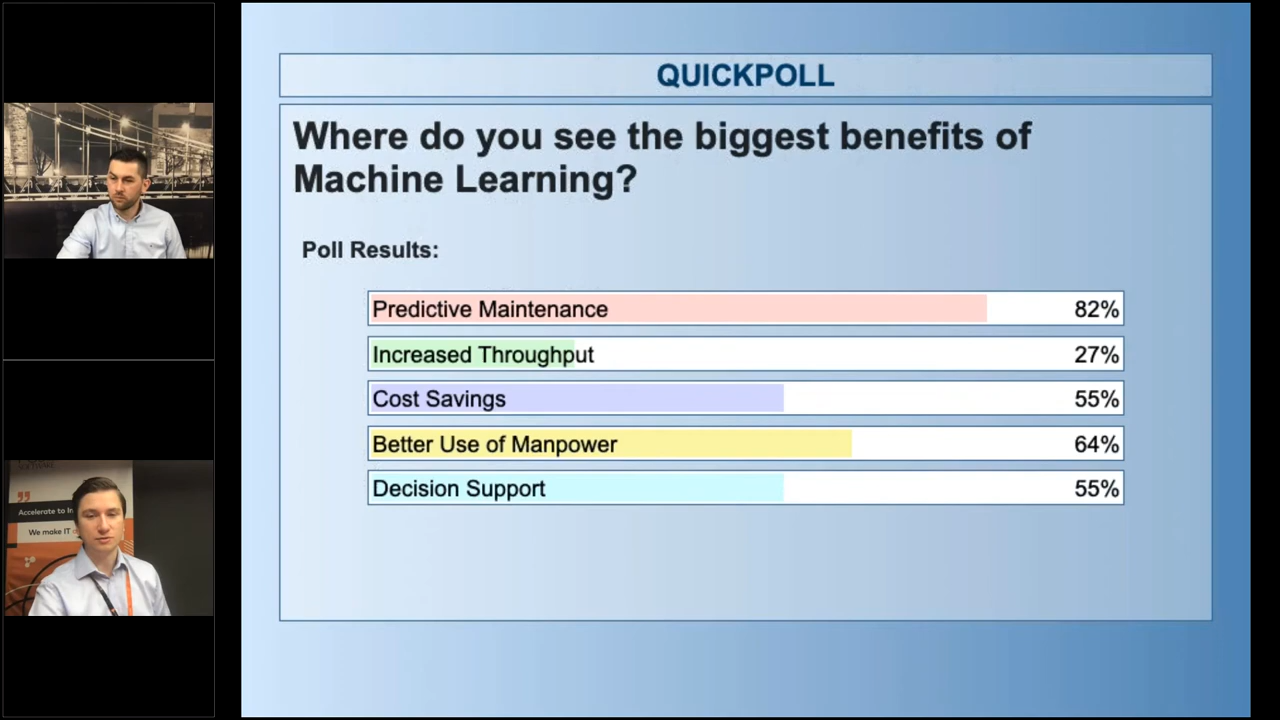 QUICKPOLL
Where do you see the biggest benefits of
Machine Learning?
Poll Results:
Predictive Maintenance 82%
Increased Throughput 27%
Cost Savings 55%
Better Use of Manpower 64%
Decision Support 55%
Accelerate to In
We make IT